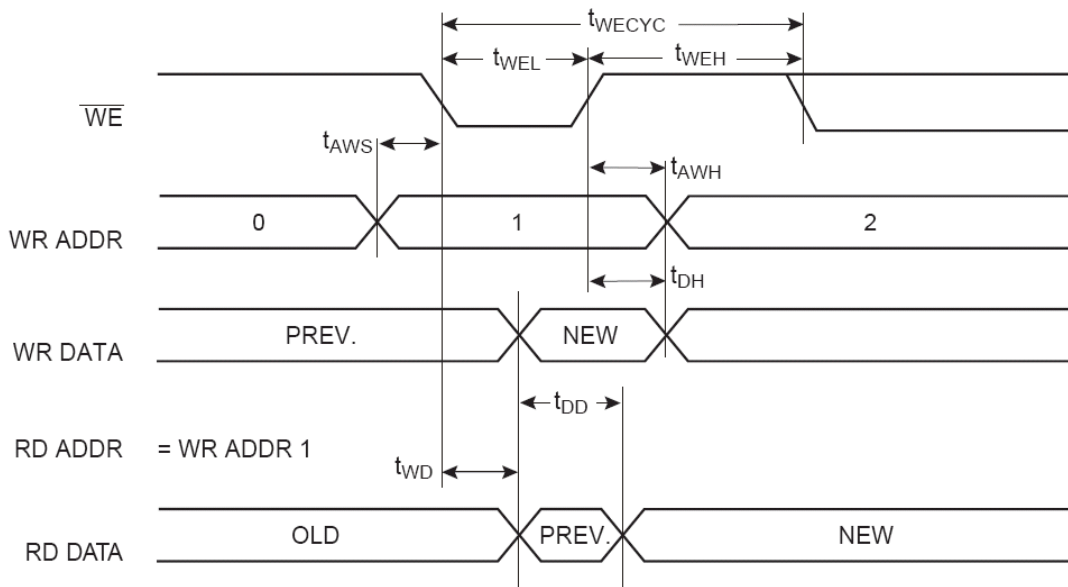 tWECYC
tWEL tWEH
WE
tAWS
tAWH
WR ADDR 0 1 2
tDH
WR DATA PREV. NEW
tDD
RD ADDR = WR ADDR 1
tWD
RD DATA OLD PREV. NEW